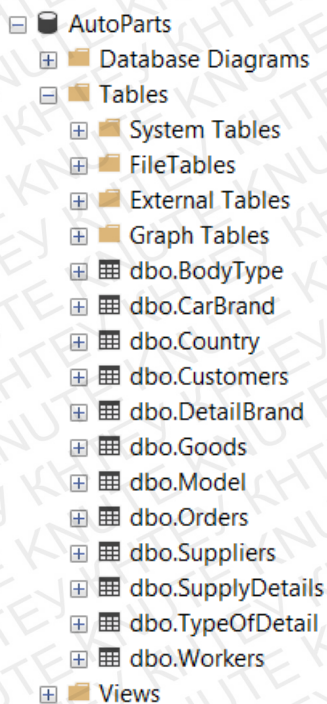 AutoParts
Database Diagrams
Tables
System Tables
FileTables
External Tables
Graph Tables
dbo.BodyType
dbo.CarBrand
dbo.Country
dbo.Customers
dbo.DetailBrand
dbo.Goods
dbo.Model
dbo.Orders
dbo.Suppliers
dbo.SupplyDetails
dbo.TypeOfDetail
dbo.Workers
Views